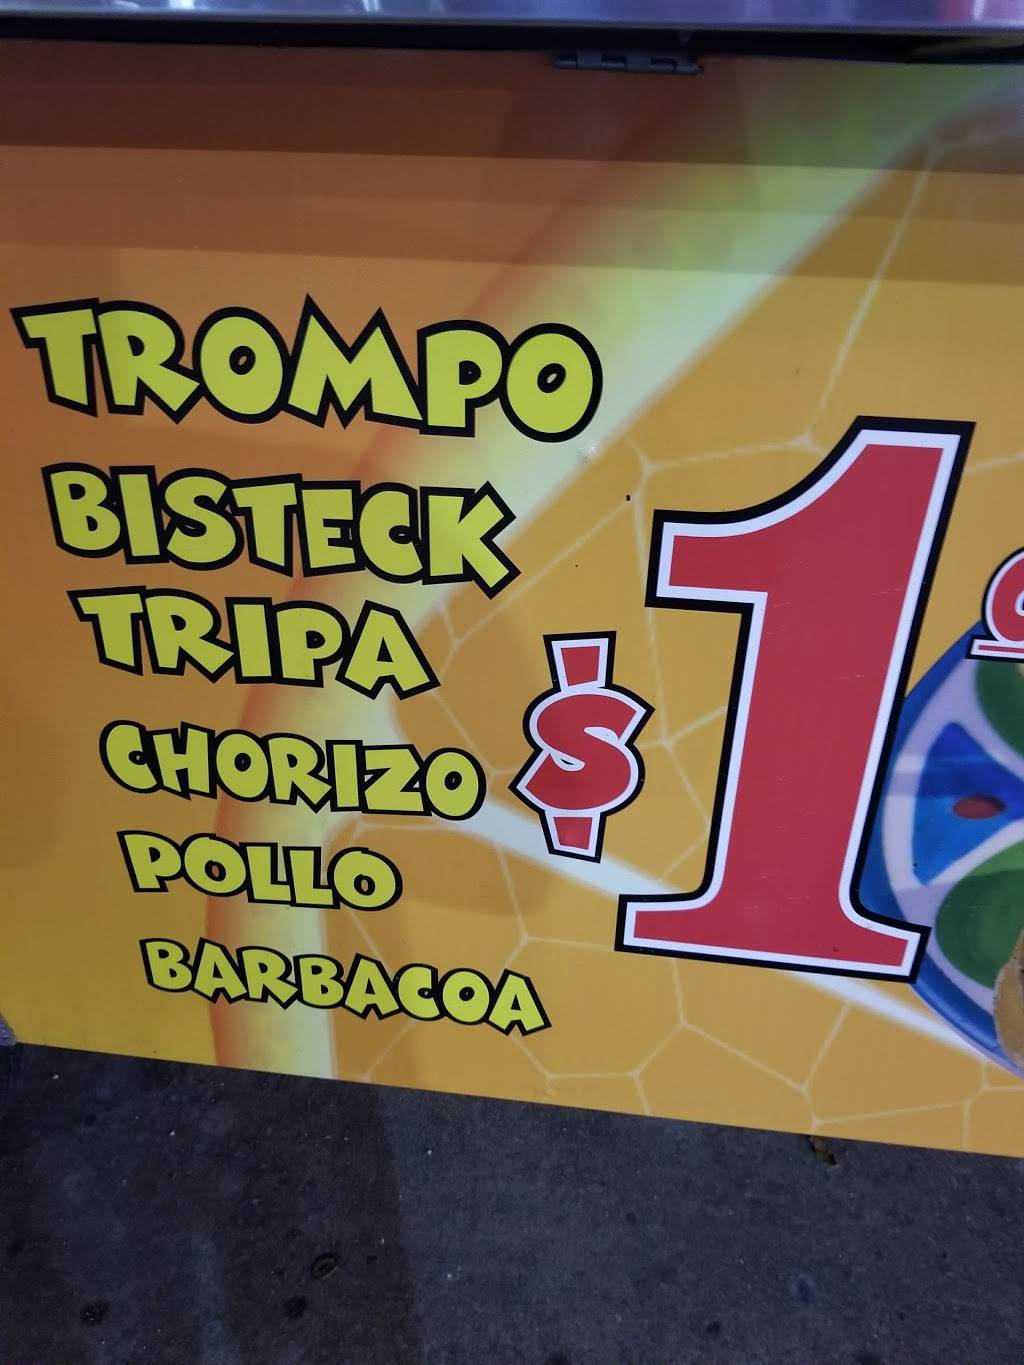 TROMPO
BISTECK
TRIPA
CHORIZO
POLLO
BARBACOA
$1